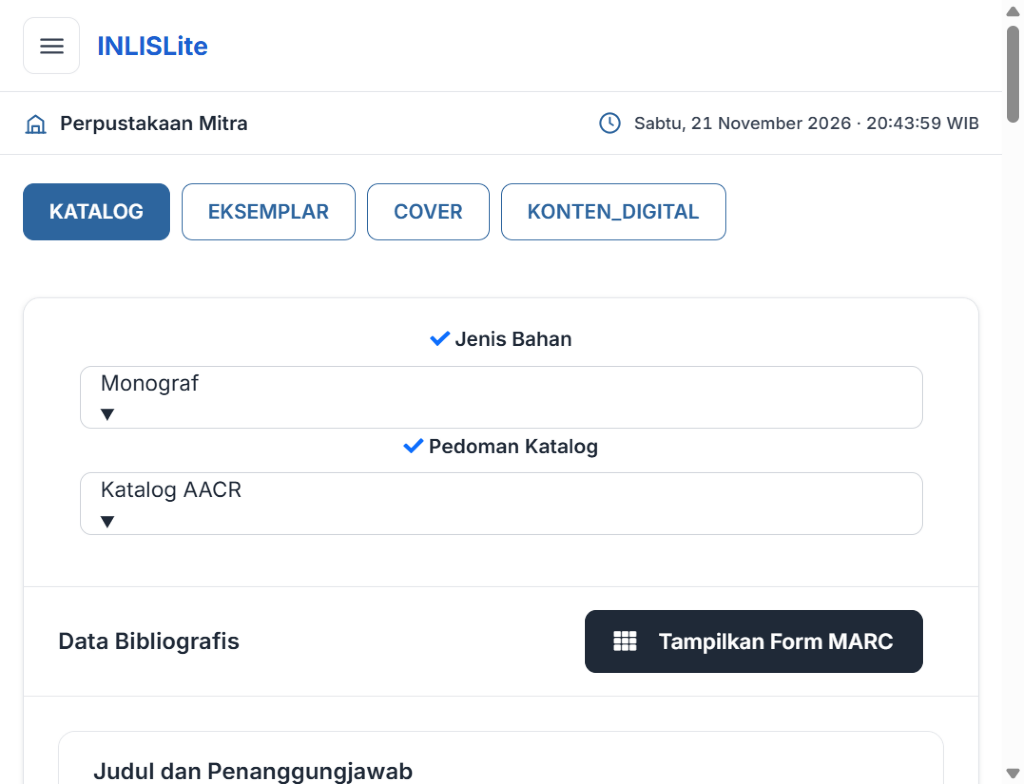 INLISLite
Perpustakaan Mitra
Sabtu, 21 November 2026 · 20:43:59 WIB
KATALOG
EKSEMPLAR
COVER
KONTEN_DIGITAL
Jenis Bahan
Monograf
Pedoman Katalog
Katalog AACR
Data Bibliografis
Tampilkan Form MARC
Judul dan Penanggungjawab